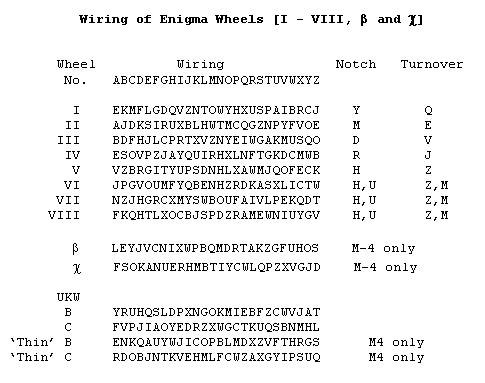 Wiring of Enigma Wheels [I - VIII, β and χ]
Wheel Wiring Notch Turnover
No. ABCDEFGHIJKLMNOPQRSTUVWXYZ
I EKMFLGDQVZNTOWYHXUSPAIBRCJ Y Q
II AJDKSIRUXBLHWTMCQGZNPYFVOE M E
III BDFHJLCPRTXVZNYEIWGAKMUSQO D V
IV ESOVPZJAYQUIRHXLNFTGKDCMWB R J
V VZBRGITYUPSDNHLXAWMJQOFECK H Z
VI JPGVOUMFYQBENHZRDKASXLICTW H,U Z,M
VII NZJHGRCXMYSWBOUFAIVLPEKQDT H,U Z,M
VIII FKQHTLXOCBJSPDZRAMEWNIUYGV H,U Z,M
β LEYJVCNIXWPBQMDRTAKZGFUHOS M-4 only
χ FSOKANUERHMBTIYCWLQPZXVGJD M-4 only
UKW
B YRUHQSLDPXNGOKMIEBFZCWVJAT
C FVPJIAOYEDRZXWGCTKUQSBNMHL
‘Thin’ B ENKQAUYWJICOPBLMDXZVFTHRGS M4 only
‘Thin’ C RDOBJNTKVEHMLFCWZAXGYIPSUQ M4 only